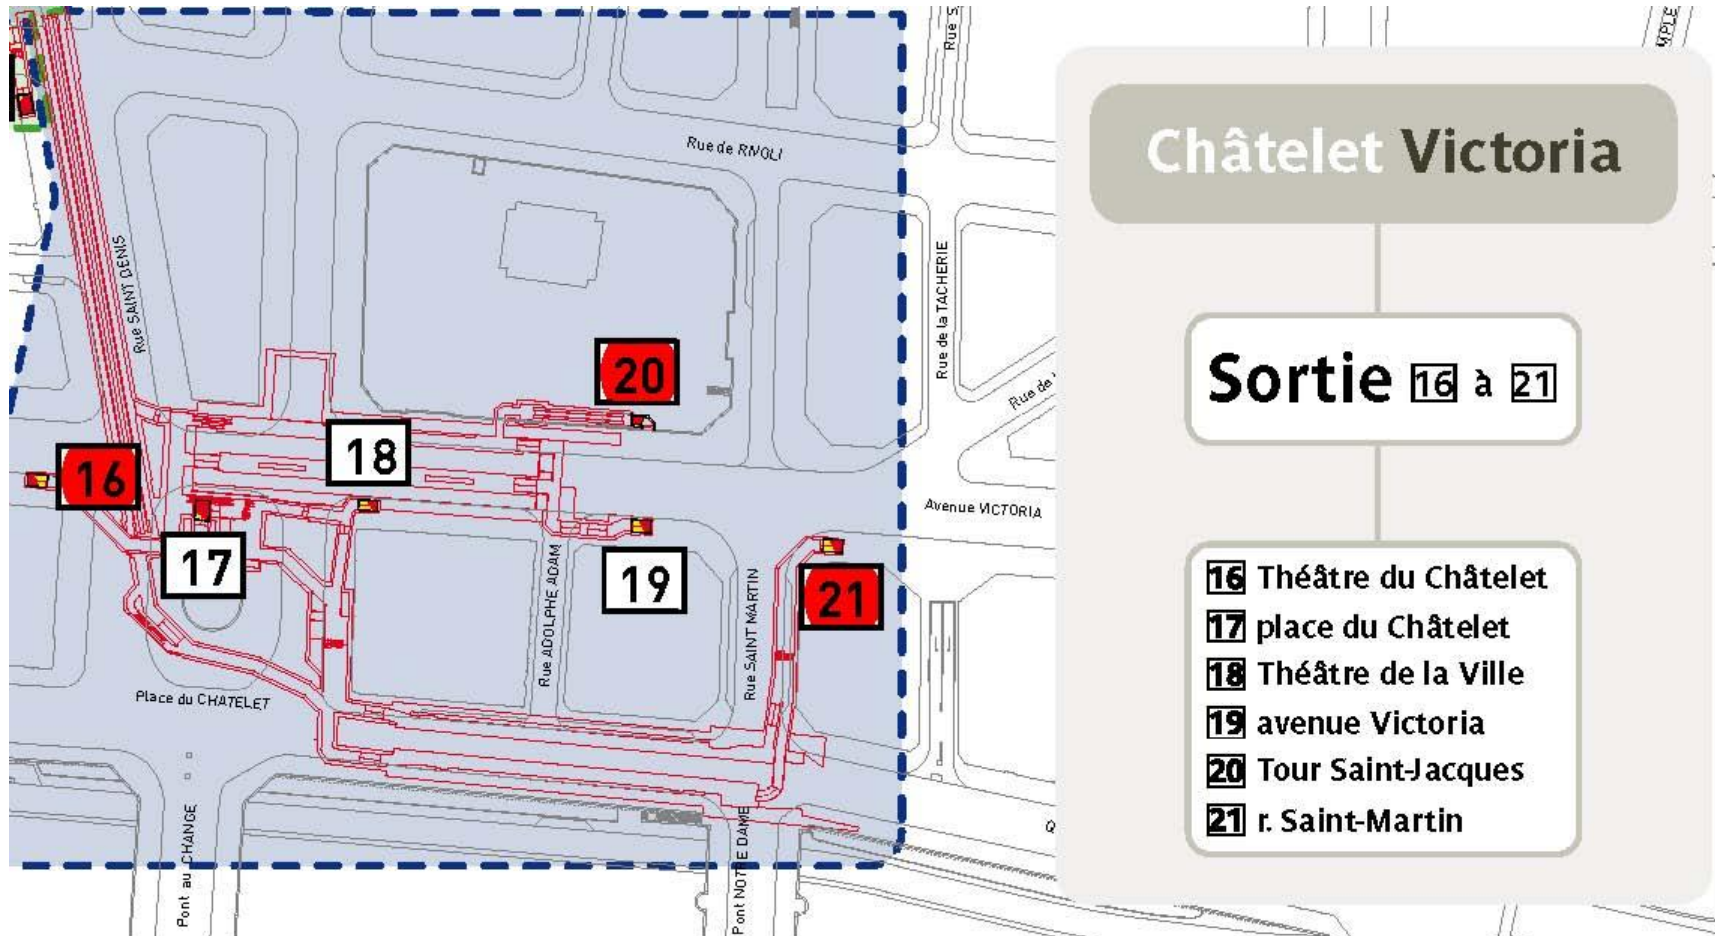 Rue de RIVOLI
Rue SAINT DENIS
Rue de la TACHERIE
Rue de
20
18
16
17
19
21
Avenue VICTORIA
Rue ADOLPHE ADAM
Rue SAINT MARTIN
Place du CHATELET
Pont au CHANGE
Pont NOTRE DAME
Châtelet Victoria
Sortie 16 à 21
16 Théâtre du Châtelet
17 place du Châtelet
18 Théâtre de la Ville
19 avenue Victoria
20 Tour Saint-Jacques
21 r. Saint-Martin